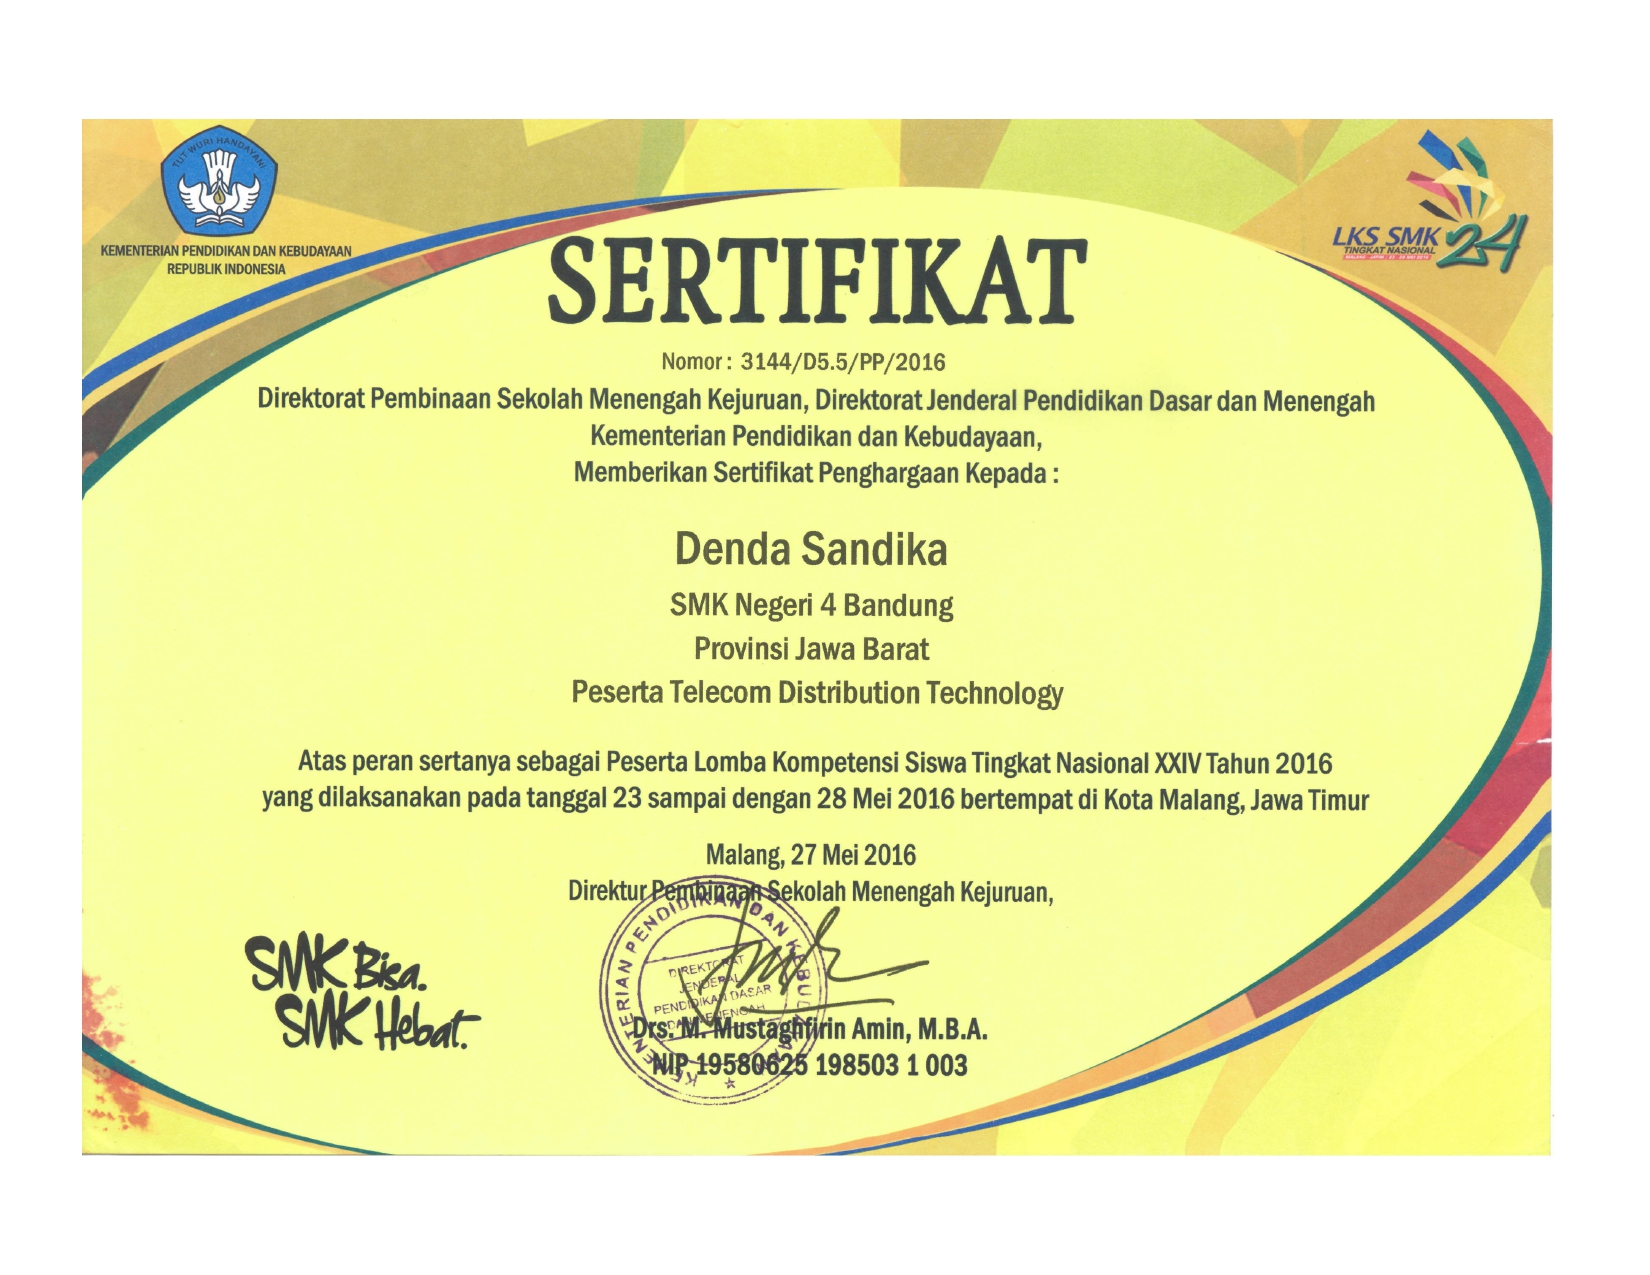 TUT WURI HANDAYANI
KEMENTERIAN PENDIDIKAN DAN KEBUDAYAAN
REPUBLIK INDONESIA
LKS SMK 24
TINGKAT NASIONAL
SERTIFIKAT
Nomor : 3144/D5.5/PP/2016
Direktorat Pembinaan Sekolah Menengah Kejuruan, Direktorat Jenderal Pendidikan Dasar dan Menengah
Kementerian Pendidikan dan Kebudayaan,
Memberikan Sertifikat Penghargaan Kepada :
Denda Sandika
SMK Negeri 4 Bandung
Provinsi Jawa Barat
Peserta Telecom Distribution Technology
Atas peran sertanya sebagai Peserta Lomba Kompetensi Siswa Tingkat Nasional XXIV Tahun 2016
yang dilaksanakan pada tanggal 23 sampai dengan 28 Mei 2016 bertempat di Kota Malang, Jawa Timur
Malang, 27 Mei 2016
Direktur Pembinaan Sekolah Menengah Kejuruan,
KEMENTERIAN PENDIDIKAN DAN KEBUDAYAAN
DIREKTORAT
JENDERAL
PENDIDIKAN DASAR
DAN MENENGAH
Drs. M. Mustaghfirin Amin, M.B.A.
NIP 19580625 198503 1 003
SMK Bisa.
SMK Hebat.